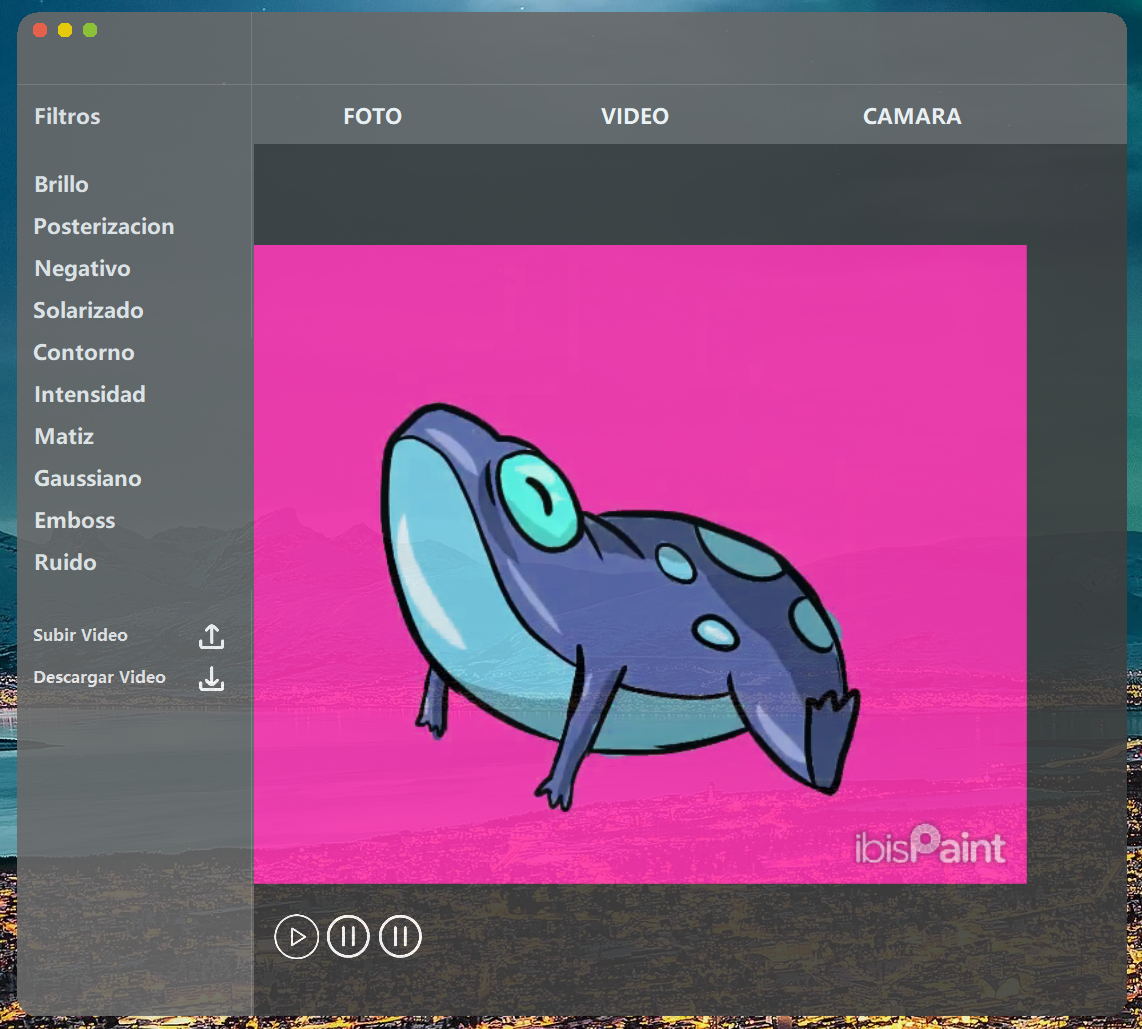 Filtros
FOTO
VIDEO
CAMARA
Brillo
Posterizacion
Negativo
Solarizado
Contorno
Intensidad
Matiz
Gaussiano
Emboss
Ruido
Subir Video
Descargar Video
ibisPaint